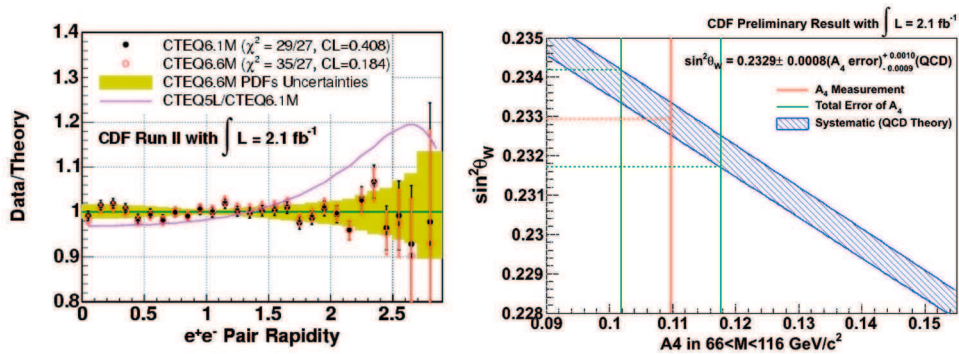 CTEQ6.1M (χ² = 29/27, CL=0.408)
CTEQ6.6M (χ² = 35/27, CL=0.184)
CTEQ6.6M PDFs Uncertainties
CTEQ5L/CTEQ6.1M
CDF Run II with ∫ L = 2.1 fb⁻¹
Data/Theory
1.4
1.3
1.2
1.1
1
0.9
0.8
0 0.5 1 1.5 2 2.5
e⁺e⁻ Pair Rapidity
CDF Preliminary Result with ∫ L = 2.1 fb⁻¹
sin²θ_W = 0.2329± 0.0008(A₄ error)^{+0.0010}_{-0.0009}(QCD)
A₄ Measurement
Total Error of A₄
Systematic (QCD Theory)
sin²θ_W
0.235
0.234
0.233
0.232
0.231
0.23
0.229
0.228
0.09 0.1 0.11 0.12 0.13 0.14 0.15
A4 in 66<M<116 GeV/c²